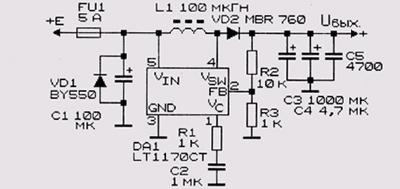 FU1
5 А
+E
L1 100 МКГН
VD2 MBR 760
Uвых.
VD1
BY550
C1 100
МК
5
4
VIN
VSW
FB
2
GND
VC
3
1
DA1
LT1170CT
R1
1 К
C2
1 МК
R2
10 К
R3
1 К
C5
4700
C3 1000 МК
C4 4,7 МК